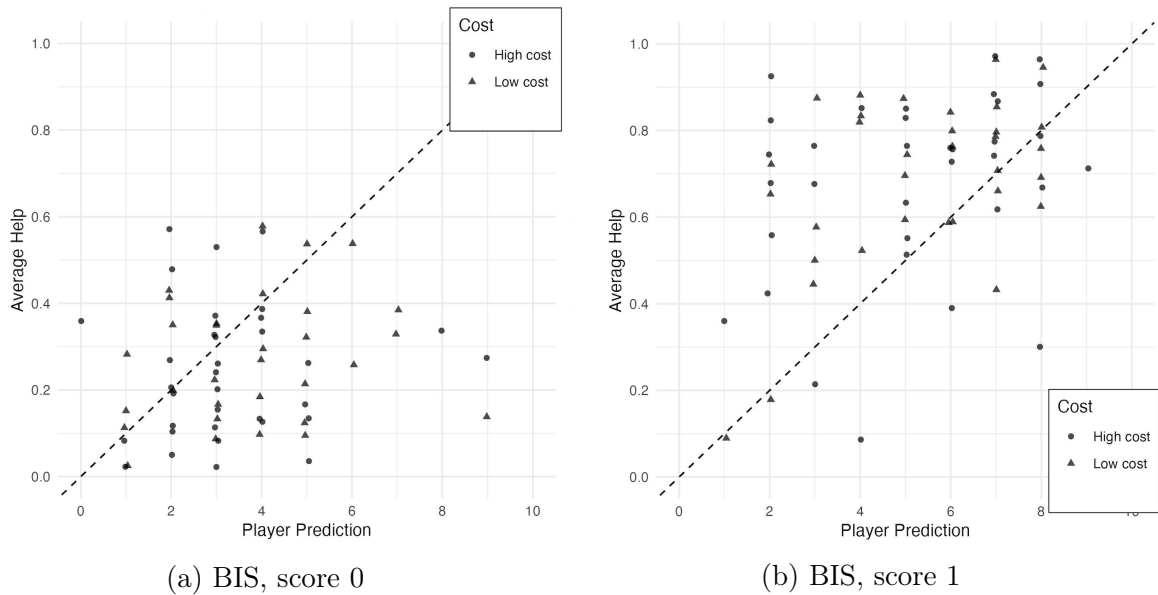 Cost
High cost
Low cost
1.0
0.8
0.6
0.4
0.2
0.0
Average Help
0 2 4 6 8 10
Player Prediction
(a) BIS, score 0
1.0
0.8
0.6
0.4
0.2
0.0
Average Help
Cost
High cost
Low cost
0 2 4 6 8
Player Prediction
(b) BIS, score 1